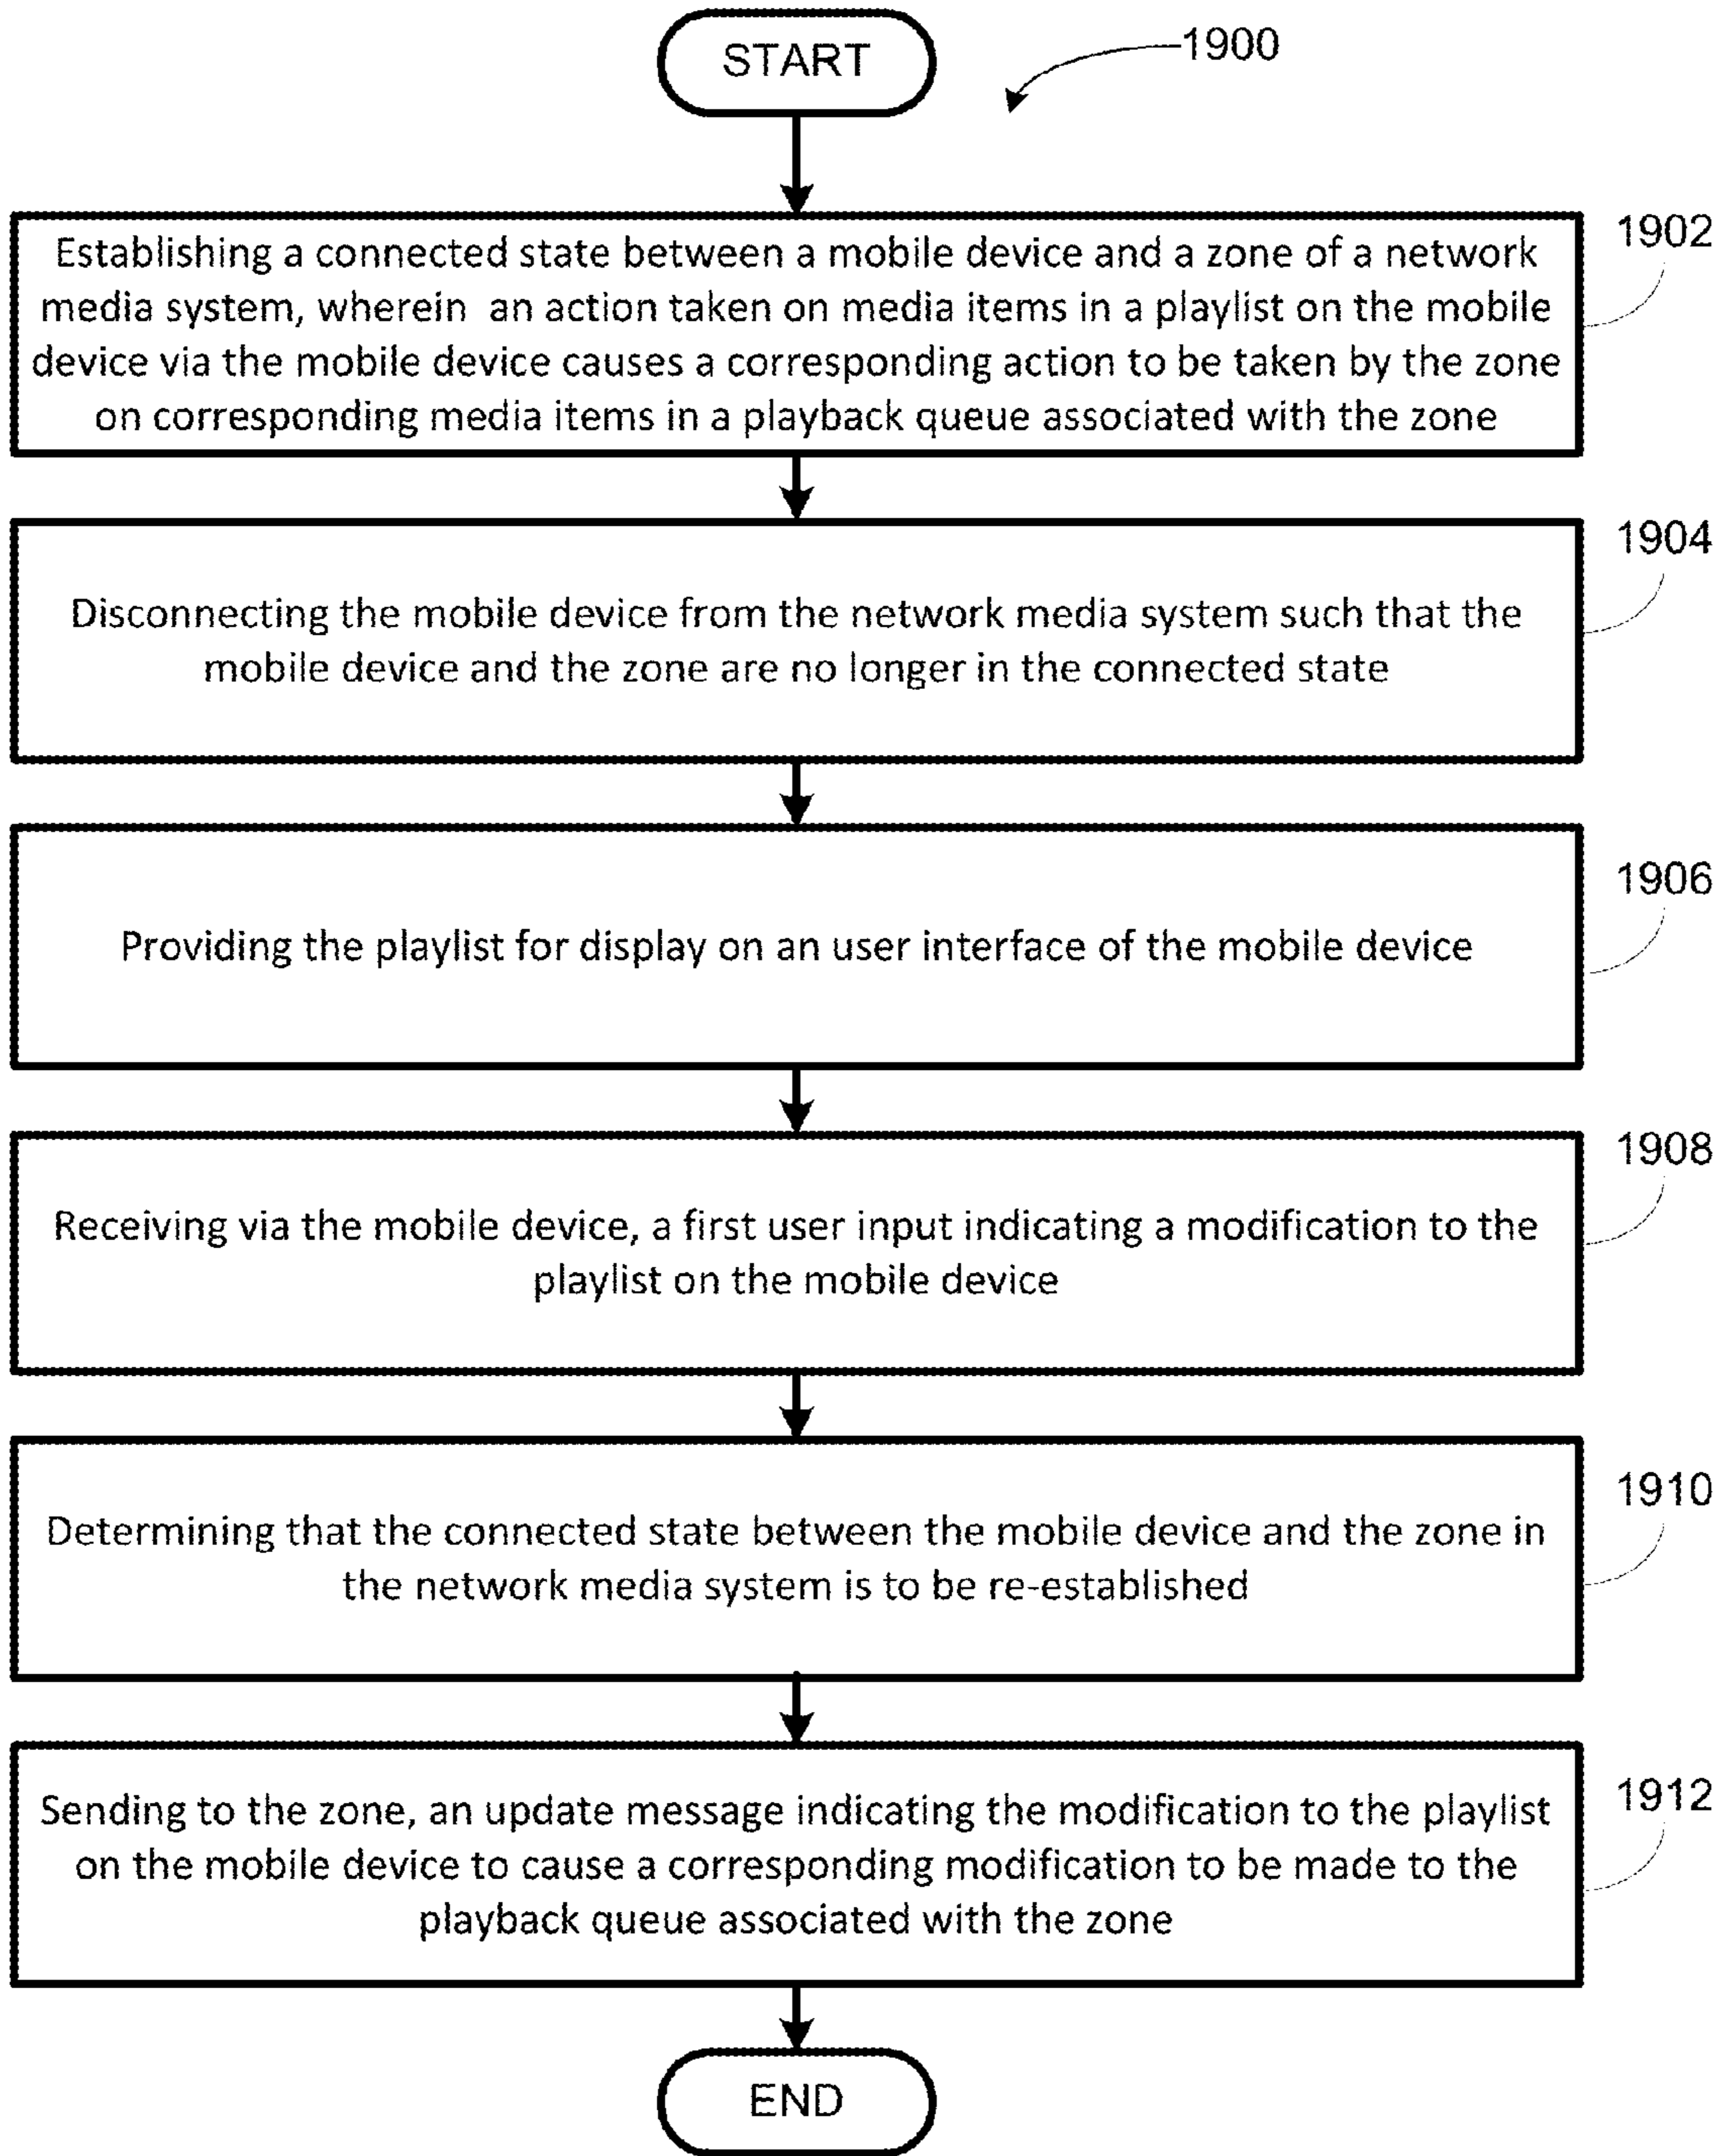 START
1900
Establishing a connected state between a mobile device and a zone of a network
media system, wherein an action taken on media items in a playlist on the mobile
device via the mobile device causes a corresponding action to be taken by the zone
on corresponding media items in a playback queue associated with the zone
1902
Disconnecting the mobile device from the network media system such that the
mobile device and the zone are no longer in the connected state
1904
Providing the playlist for display on an user interface of the mobile device
1906
Receiving via the mobile device, a first user input indicating a modification to the
playlist on the mobile device
1908
Determining that the connected state between the mobile device and the zone in
the network media system is to be re-established
1910
Sending to the zone, an update message indicating the modification to the playlist
on the mobile device to cause a corresponding modification to be made to the
playback queue associated with the zone
1912
END